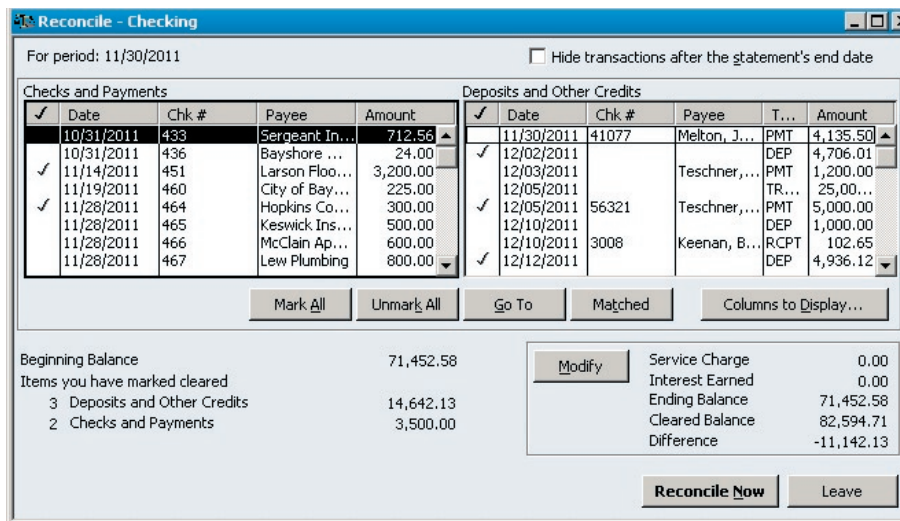 Reconcile - Checking
For period: 11/30/2011
Hide transactions after the statement's end date
Checks and Payments
✓ Date Chk # Payee Amount
10/31/2011 433 Sergeant In... 712.56
10/31/2011 436 Bayshore ... 24.00
✓ 11/14/2011 451 Larson Floo... 3,200.00
11/19/2011 460 City of Bay... 225.00
✓ 11/28/2011 464 Hopkins Co... 300.00
11/28/2011 465 Keswick Ins... 500.00
11/28/2011 466 McClain Ap... 600.00
11/28/2011 467 Lew Plumbing 800.00
Deposits and Other Credits
✓ Date Chk # Payee T... Amount
11/30/2011 41077 Melton, J... PMT 4,135.50
✓ 12/02/2011 DEP 4,706.01
12/03/2011 Teschner,... PMT 1,200.00
12/05/2011 TR... 25,00...
✓ 12/05/2011 56321 Teschner,... PMT 5,000.00
12/10/2011 DEP 1,000.00
12/10/2011 3008 Keenan, B... RCPT 102.65
✓ 12/12/2011 DEP 4,936.12
Mark All Unmark All Go To Matched Columns to Display...
Beginning Balance 71,452.58
Items you have marked cleared
3 Deposits and Other Credits 14,642.13
2 Checks and Payments 3,500.00
Modify
Service Charge 0.00
Interest Earned 0.00
Ending Balance 71,452.58
Cleared Balance 82,594.71
Difference -11,142.13
Reconcile Now Leave